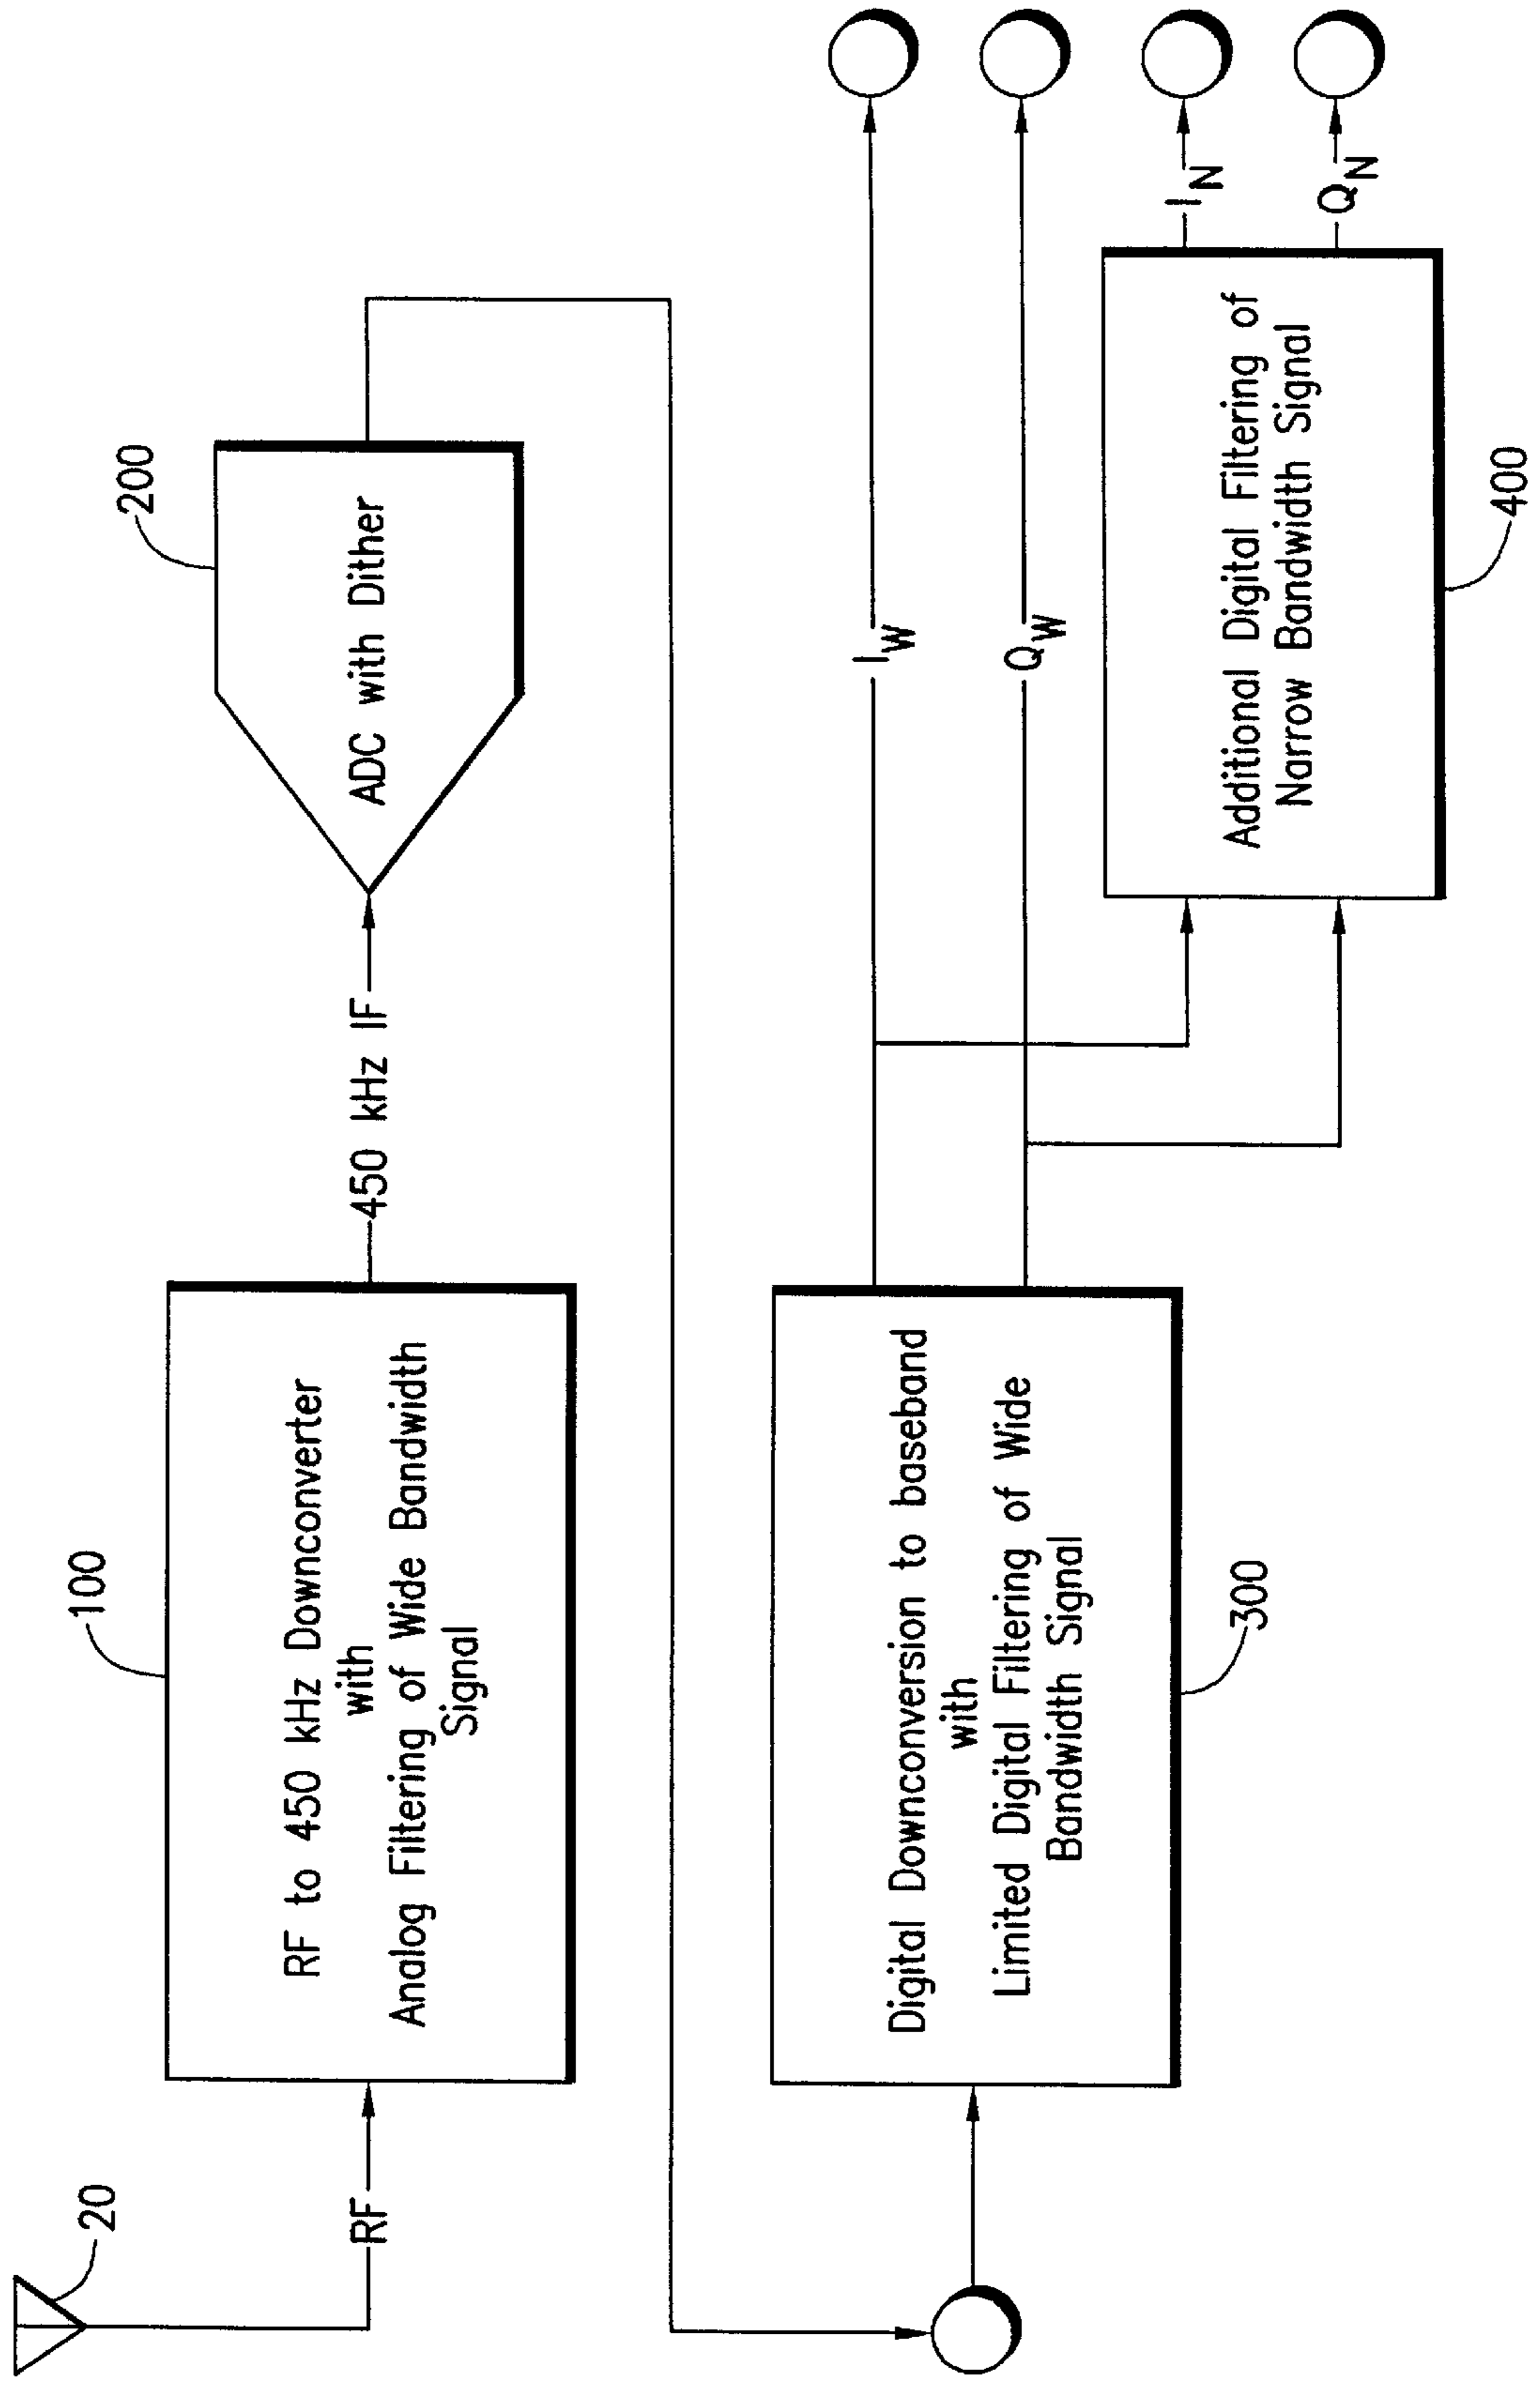 20
RF
100
RF to 450 kHz Downconverter
with
Analog Filtering of Wide Bandwidth
Signal
450 kHz IF
200
ADC with Dither
Digital Downconversion to baseband
with
Limited Digital Filtering of Wide
Bandwidth Signal
300
I_W
Q_W
Additional Digital Filtering of
Narrow Bandwidth Signal
400
I_N
Q_N